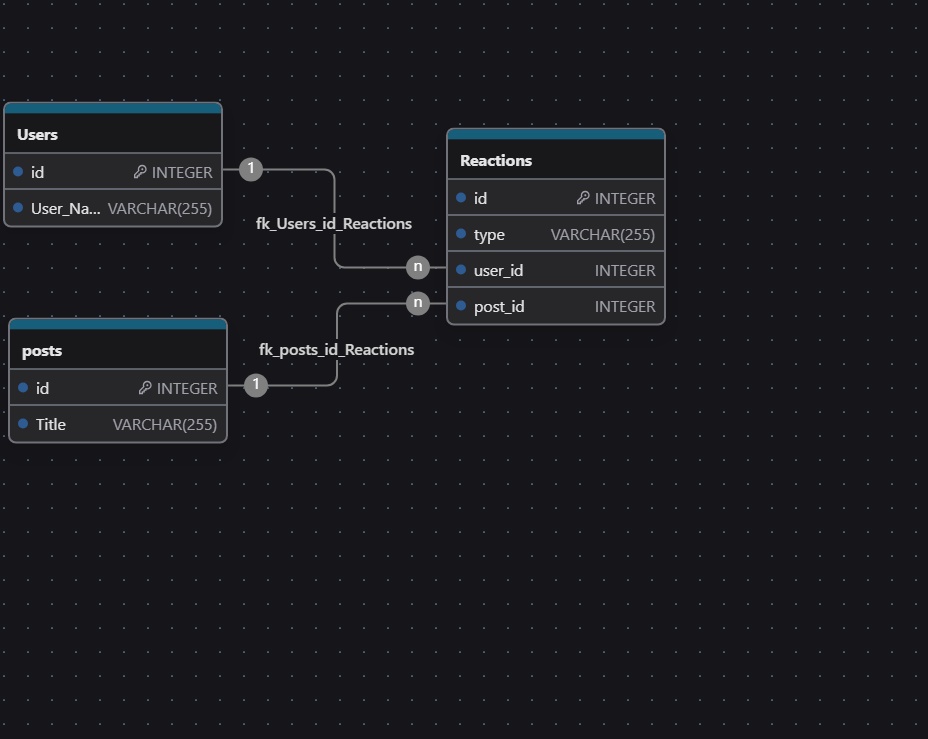 Users
id INTEGER
User_Na... VARCHAR(255)
1
fk_Users_id_Reactions
n
Reactions
id INTEGER
type VARCHAR(255)
user_id INTEGER
post_id INTEGER
n
fk_posts_id_Reactions
1
posts
id INTEGER
Title VARCHAR(255)